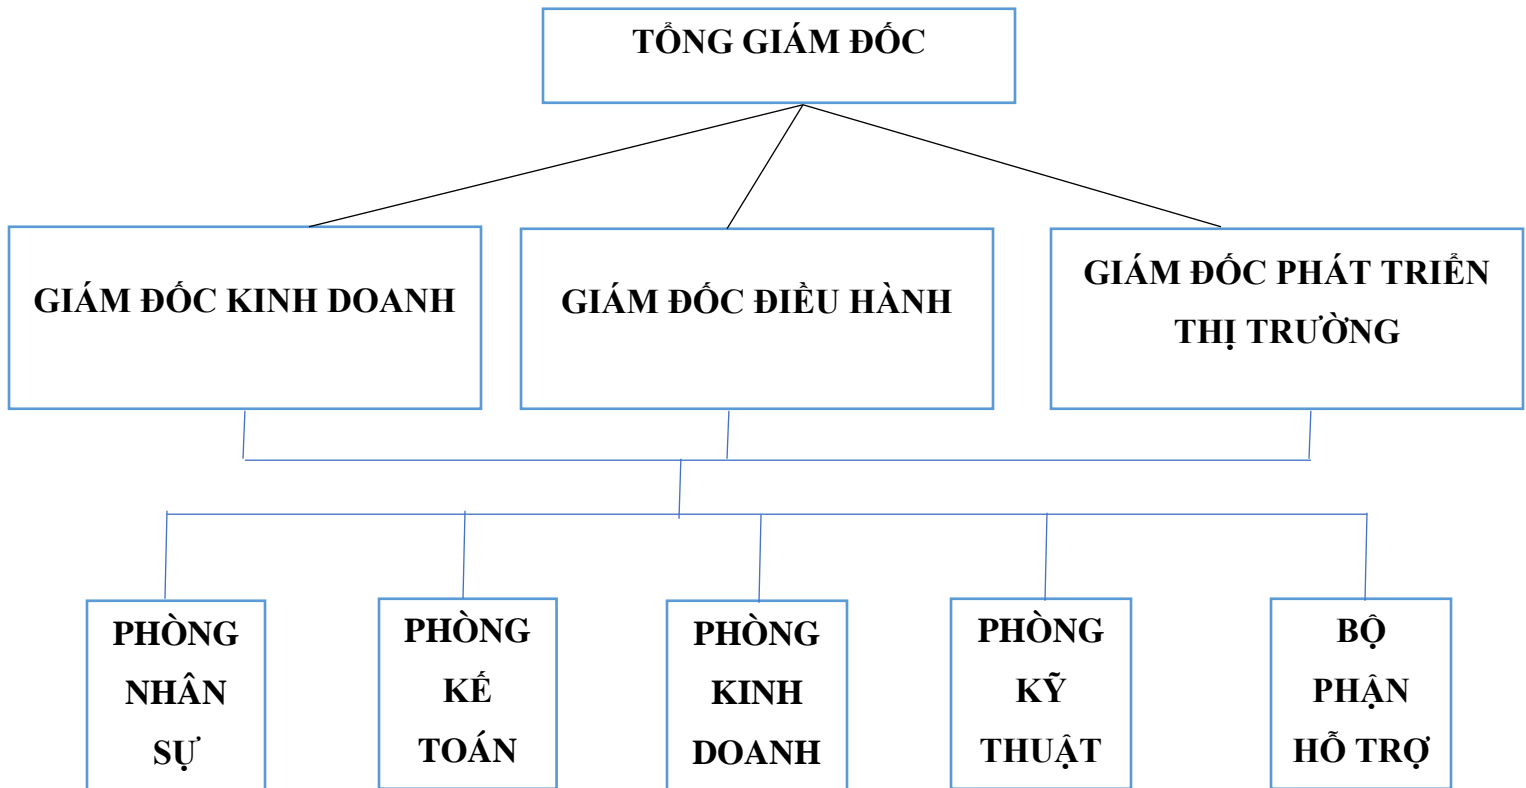 TỔNG GIÁM ĐỐC
GIÁM ĐỐC KINH DOANH
GIÁM ĐỐC ĐIỀU HÀNH
GIÁM ĐỐC PHÁT TRIỂN
THỊ TRƯỜNG
PHÒNG
NHÂN
SỰ
PHÒNG
KẾ
TOÁN
PHÒNG
KINH
DOANH
PHÒNG
KỸ
THUẬT
BỘ
PHẬN
HỖ TRỢ